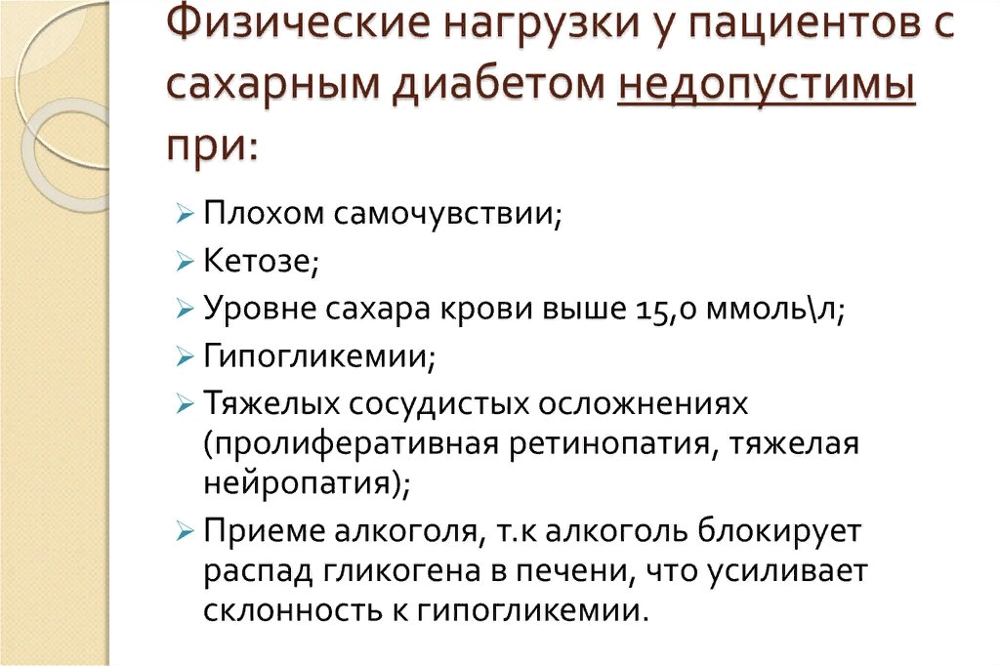 Физические нагрузки у пациентов с
сахарным диабетом недопустимы
при:
Плохом самочувствии;
Кетозе;
Уровне сахара крови выше 15,0 ммоль\л;
Гипогликемии;
Тяжелых сосудистых осложнениях
(пролиферативная ретинопатия, тяжелая
нейропатия);
Приеме алкоголя, т.к алкоголь блокирует
распад гликогена в печени, что усиливает
склонность к гипогликемии.